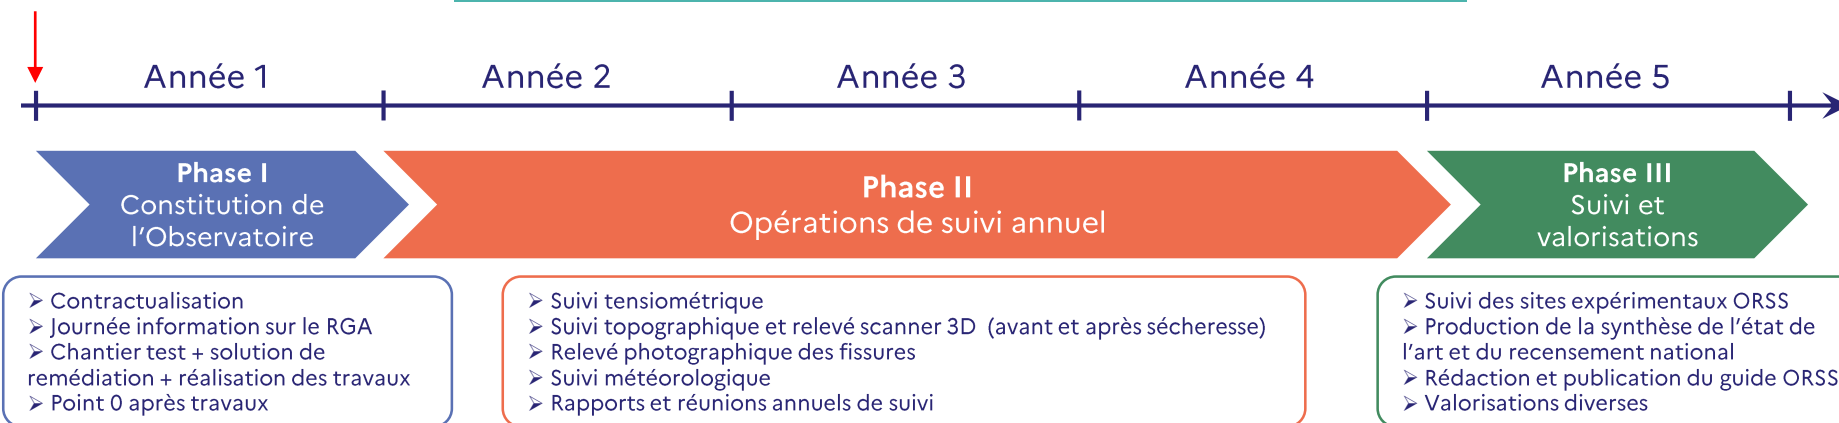 Année 1
Année 2
Année 3
Année 4
Année 5
Phase I
Constitution de
l'Observatoire
Phase II
Opérations de suivi annuel
Phase III
Suivi et
valorisations
➢ Contractualisation
➢ Journée information sur le RGA
➢ Chantier test + solution de
remédiation + réalisation des travaux
➢ Point 0 après travaux
➢ Suivi tensiométrique
➢ Suivi topographique et relevé scanner 3D (avant et après sécheresse)
➢ Relevé photographique des fissures
➢ Suivi météorologique
➢ Rapports et réunions annuels de suivi
➢ Suivi des sites expérimentaux ORSS
➢ Production de la synthèse de l'état de
l'art et du recensement national
➢ Rédaction et publication du guide ORSS
➢ Valorisations diverses